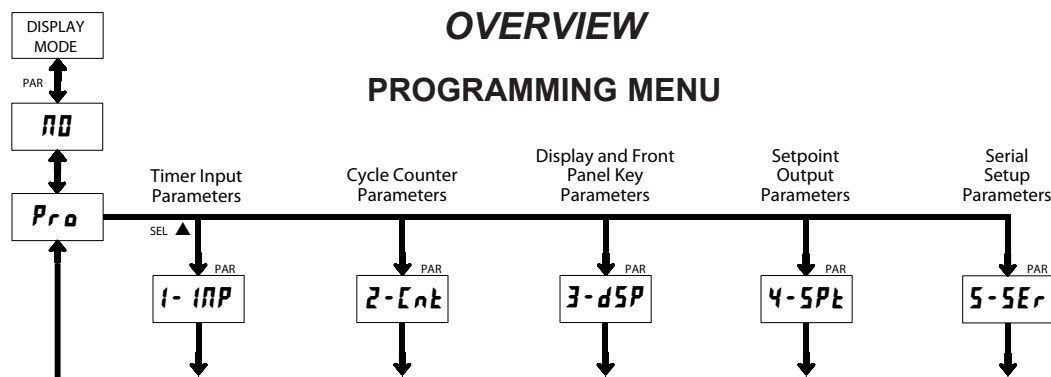 OVERVIEW
PROGRAMMING MENU
DISPLAY
MODE
PAR
NO
Pro
SEL ▲
Timer Input
Parameters
PAR
1-INP
Cycle Counter
Parameters
PAR
2-Cnt
Display and Front
Panel Key
Parameters
PAR
3-dSP
Setpoint
Output
Parameters
PAR
4-SPt
Serial
Setup
Parameters
PAR
5-SEr